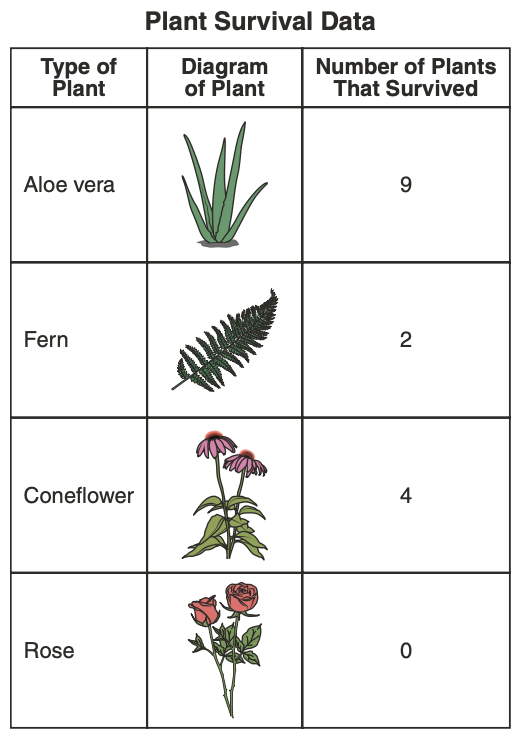 Plant Survival Data
Type of
Plant
Diagram
of Plant
Number of Plants
That Survived
Aloe vera
9
Fern
2
Coneflower
4
Rose
0